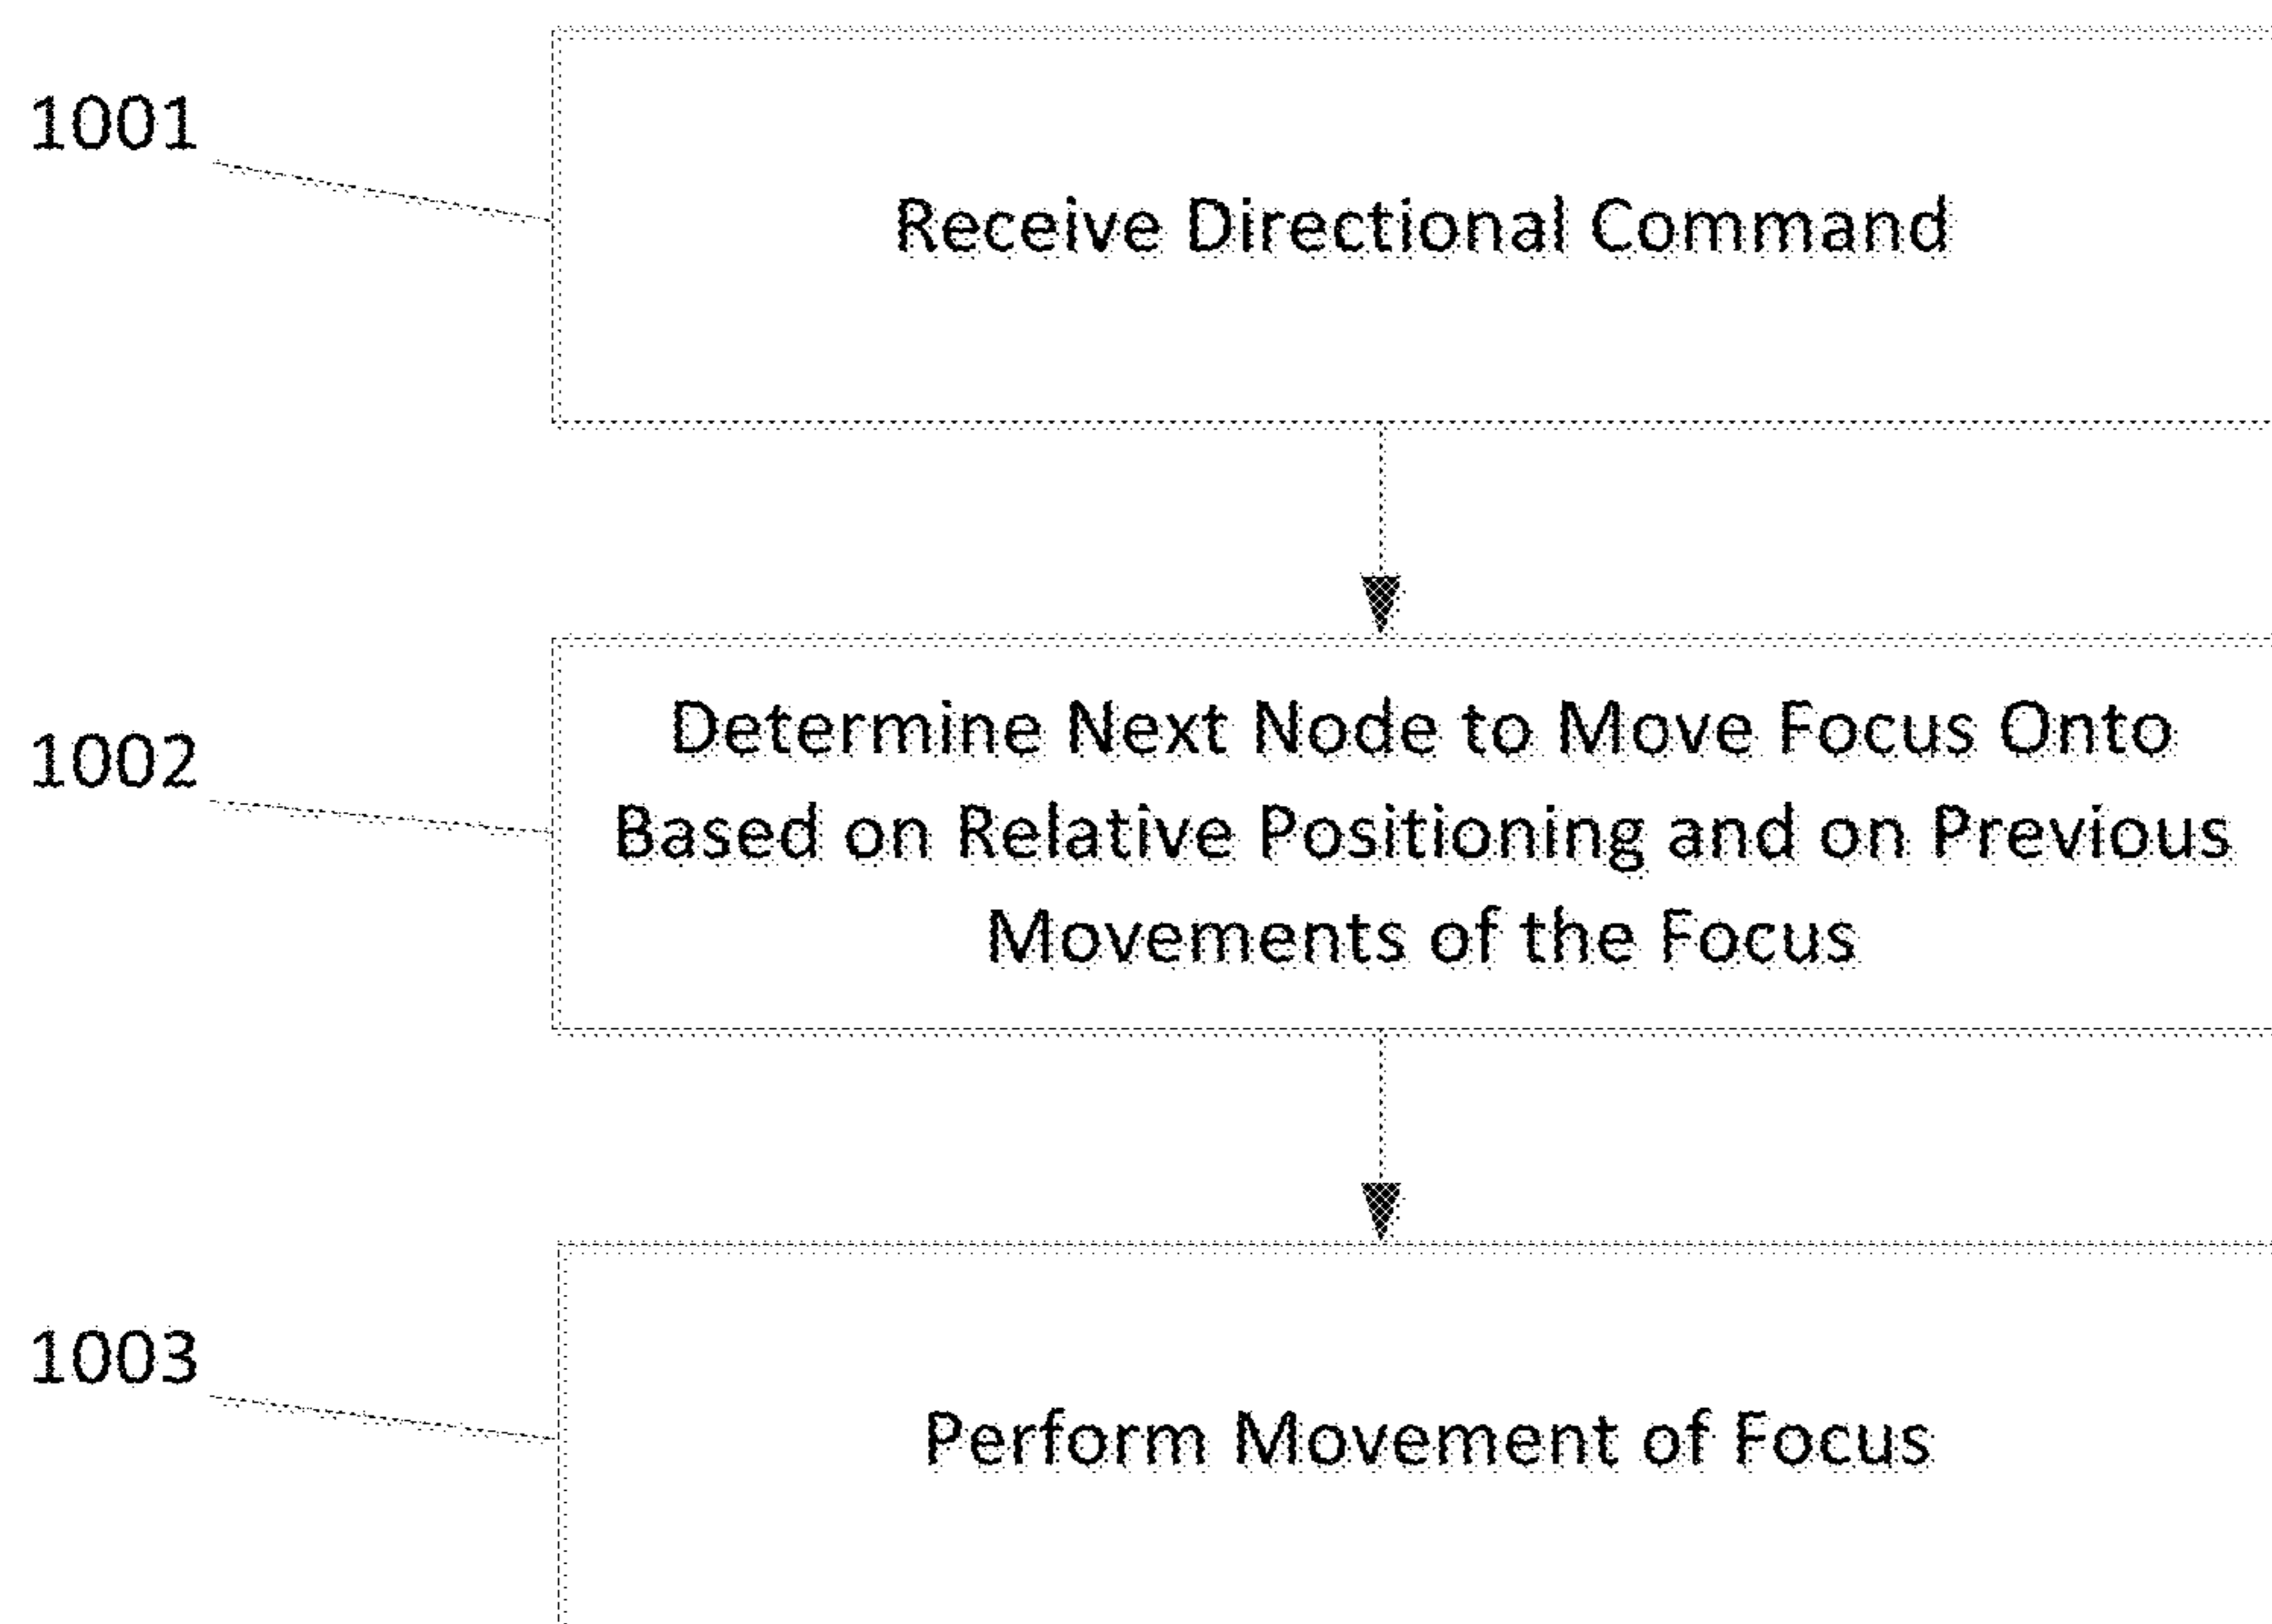 1001
Receive Directional Command
1002
Determine Next Node to Move Focus Onto
Based on Relative Positioning and on Previous
Movements of the Focus
1003
Perform Movement of Focus